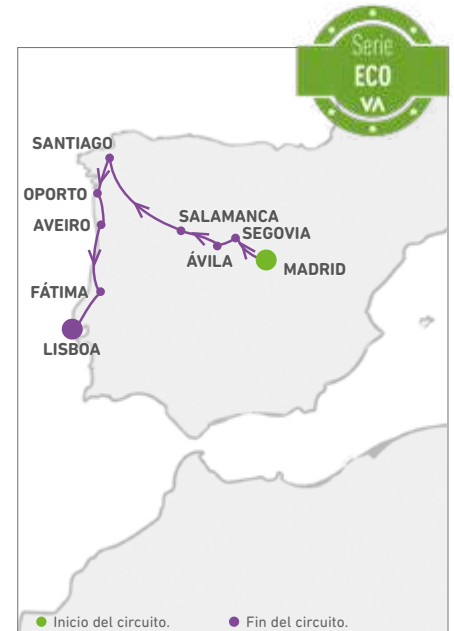 Serie
ECO
VA
SANTIAGO
OPORTO
AVEIRO
SALAMANCA
SEGOVIA
ÁVILA
MADRID
FÁTIMA
LISBOA
Inicio del circuito.
Fin del circuito.